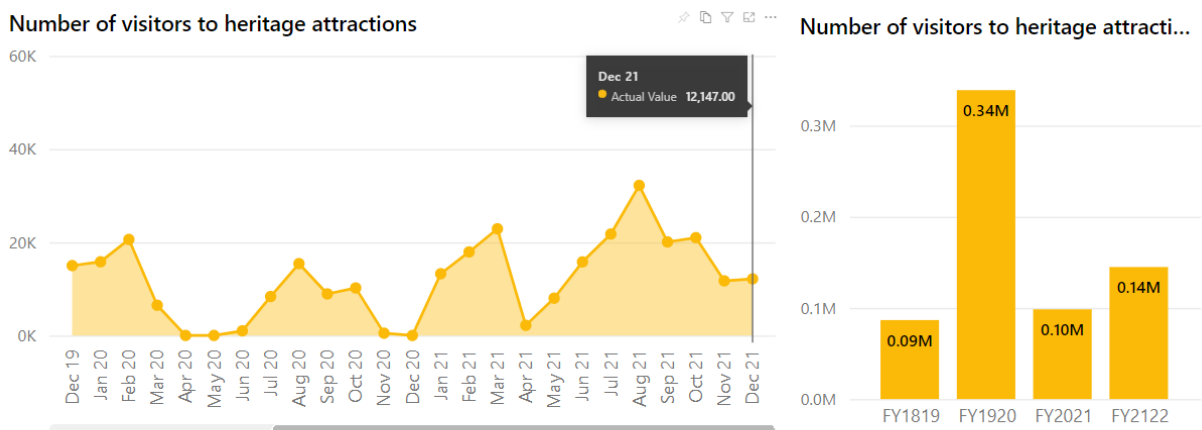 Number of visitors to heritage attractions
60K
40K
20K
0K
Dec 21
Actual Value 12,147.00
Dec 19
Jan 20
Feb 20
Mar 20
Apr 20
May 20
Jun 20
Jul 20
Aug 20
Sep 20
Oct 20
Nov 20
Dec 20
Jan 21
Feb 21
Mar 21
Apr 21
May 21
Jun 21
Jul 21
Aug 21
Sep 21
Oct 21
Nov 21
Dec 21
Number of visitors to heritage attracti...
0.3M
0.2M
0.1M
0.0M
0.09M
0.34M
0.10M
0.14M
FY1819 FY1920 FY2021 FY2122